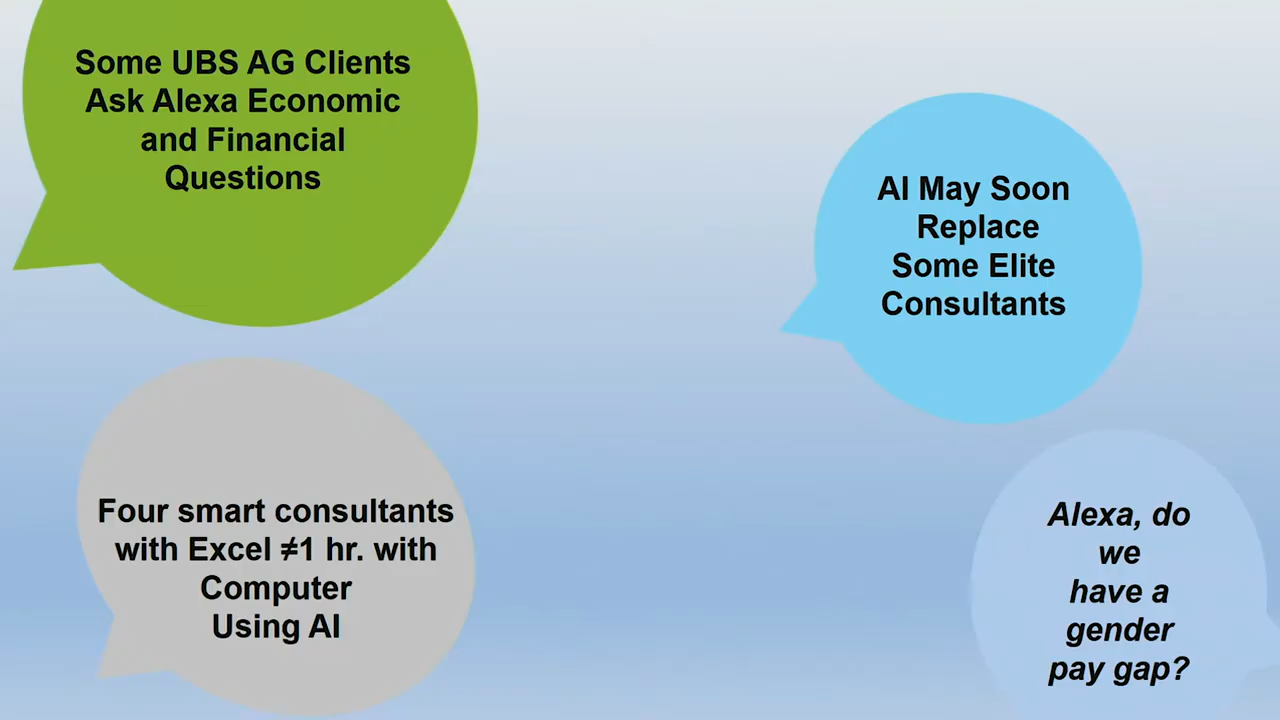 Some UBS AG Clients
Ask Alexa Economic
and Financial
Questions
AI May Soon
Replace
Some Elite
Consultants
Four smart consultants
with Excel ≠1 hr. with
Computer
Using AI
Alexa, do
we
have a
gender
pay gap?